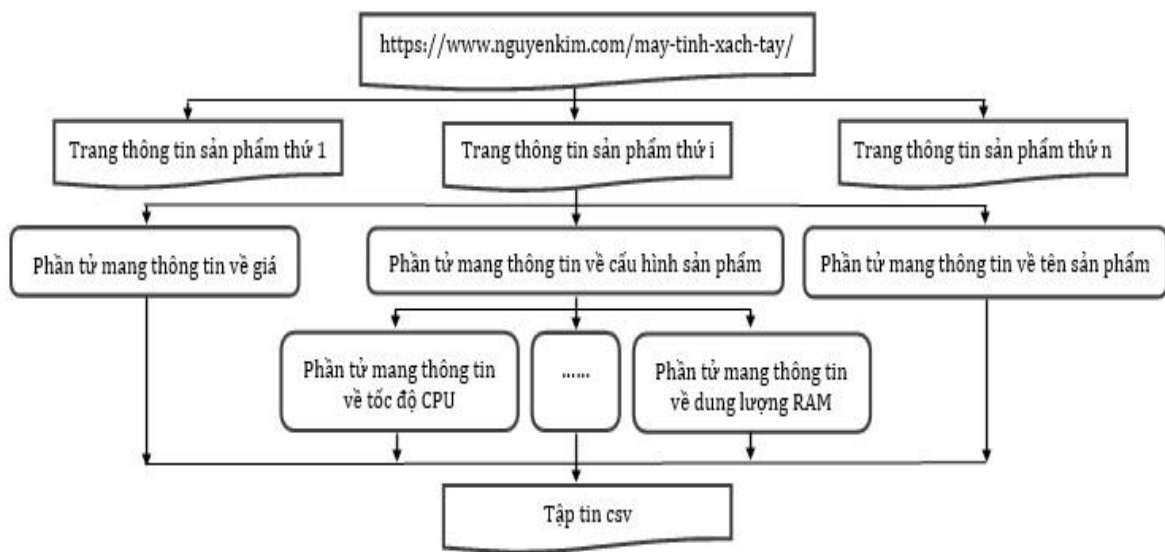 https://www.nguyenkim.com/may-tinh-xach-tay/
Trang thông tin sản phẩm thứ 1
Trang thông tin sản phẩm thứ i
Trang thông tin sản phẩm thứ n
Phần tử mang thông tin về giá
Phần tử mang thông tin về cấu hình sản phẩm
Phần tử mang thông tin về tên sản phẩm
Phần tử mang thông tin
về tốc độ CPU
......
Phần tử mang thông tin
về dung lượng RAM
Tập tin csv